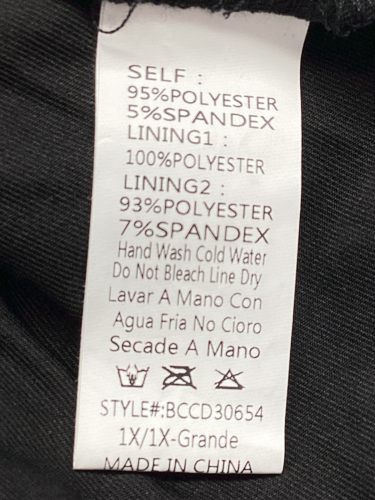 SELF :
95%POLYESTER
5%SPANDEX
LINING1 :
100%POLYESTER
LINING2 :
93%POLYESTER
7%SPANDEX
Hand Wash Cold Water
Do Not Bleach Line Dry
Lavar A Mano Con
Agua Fria No Cioro
Secade A Mano
STYLE#:BCCD30654
1X/1X-Grande
MADE IN CHINA